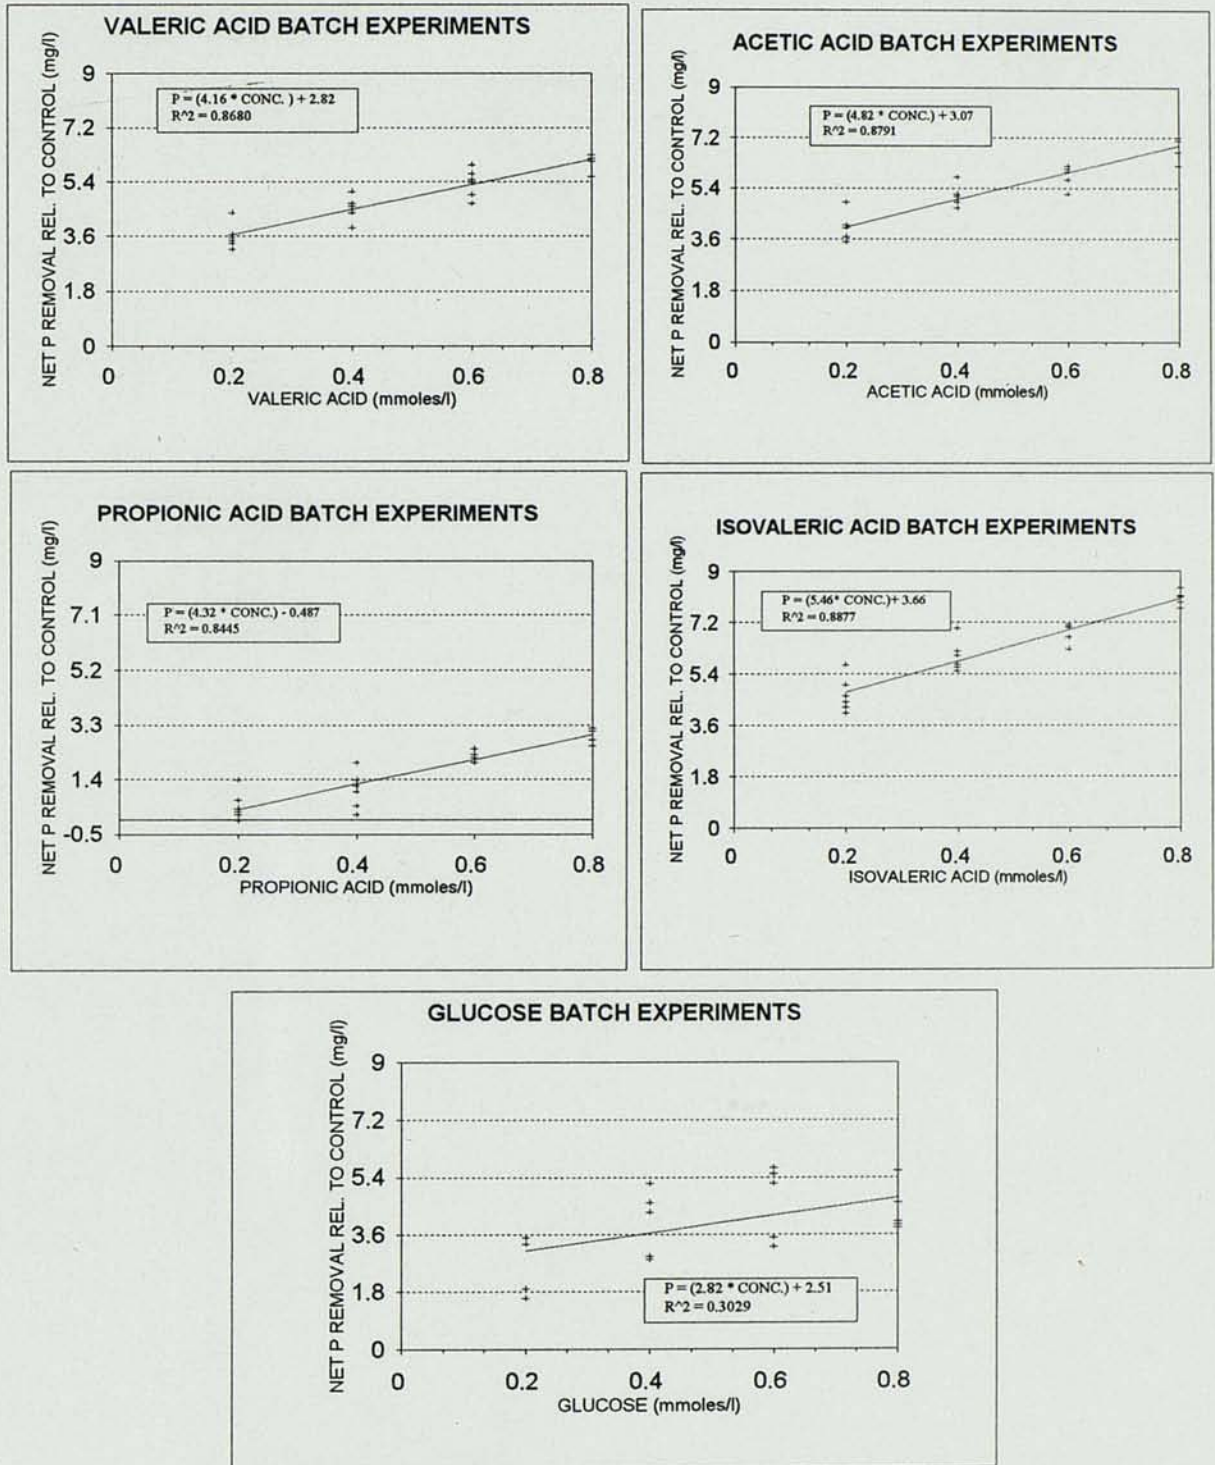 VALERIC ACID BATCH EXPERIMENTS
NET P REMOVAL REL. TO CONTROL (mg/l)
9
P = (4.16 * CONC. ) + 2.82
R^2 = 0.8680
7.2
5.4
3.6
1.8
0
0 0.2 0.4 0.6 0.8
VALERIC ACID (mmoles/l)
ACETIC ACID BATCH EXPERIMENTS
NET P REMOVAL REL. TO CONTROL (mg/l)
9
P = (4.82 * CONC.) + 3.07
R^2 = 0.8791
7.2
5.4
3.6
1.8
0
0 0.2 0.4 0.6 0.8
ACETIC ACID (mmoles/l)
PROPIONIC ACID BATCH EXPERIMENTS
NET P REMOVAL REL. TO CONTROL (mg/l)
9
7.1
P = (4.32 * CONC.) - 0.487
R^2 = 0.8445
5.2
3.3
1.4
-0.5
0 0.2 0.4 0.6 0.8
PROPIONIC ACID (mmoles/l)
ISOVALERIC ACID BATCH EXPERIMENTS
NET P REMOVAL REL. TO CONTROL (mg/l)
9
P = (5.46* CONC.)+ 3.66
R^2 = 0.8877
7.2
5.4
3.6
1.8
0
0 0.2 0.4 0.6 0.8
ISOVALERIC ACID (mmoles/l)
GLUCOSE BATCH EXPERIMENTS
NET P REMOVAL REL. TO CONTROL (mg/l)
9
7.2
5.4
3.6
1.8
P = (2.82 * CONC.) + 2.51
R^2 = 0.3029
0
0 0.2 0.4 0.6 0.8
GLUCOSE (mmoles/l)